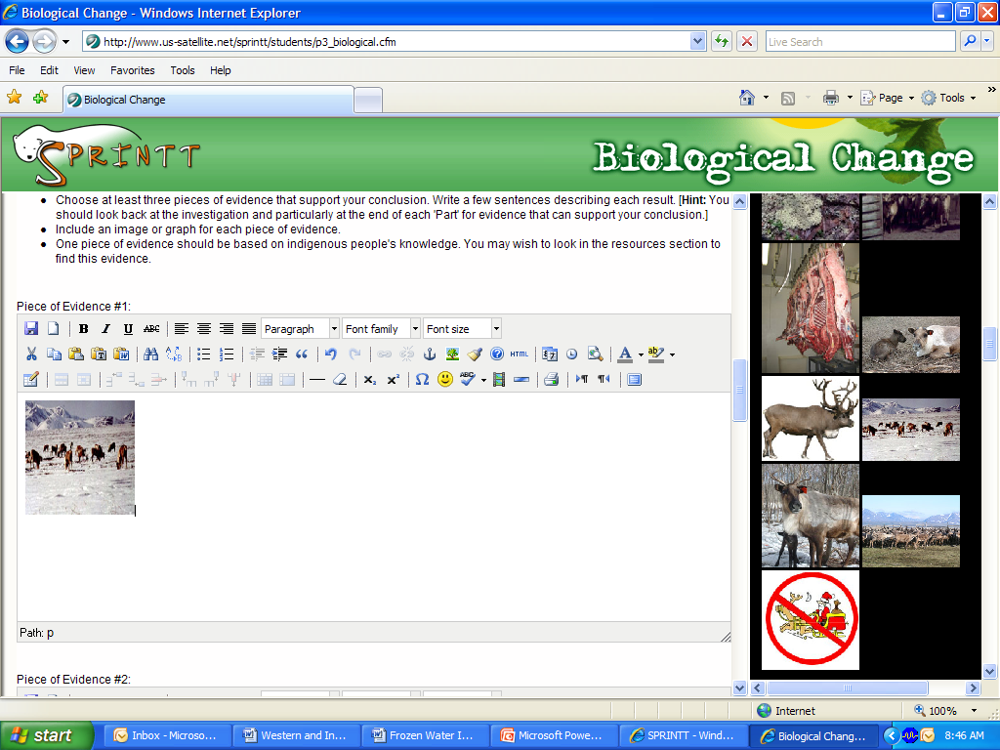 Biological Change - Windows Internet Explorer
http://www.us-satellite.net/sprintt/students/p3_biological.cfm
Live Search
File Edit View Favorites Tools Help
Biological Change
Page Tools
SPRINTT
Biological Change
Choose at least three pieces of evidence that support your conclusion. Write a few sentences describing each result. [Hint: You
should look back at the investigation and particularly at the end of each 'Part' for evidence that can support your conclusion.]
Include an image or graph for each piece of evidence.
One piece of evidence should be based on indigenous people's knowledge. You may wish to look in the resources section to
find this evidence.
Piece of Evidence #1:
B I U ABC Paragraph Font family Font size
HTML A ab
x₂ x² Ω ABC
Path: p
Piece of Evidence #2:
Internet 100%
start Inbox - Microso... Western and In... Frozen Water I... Microsoft Powe... SPRINTT - Wind... Biological Chang... 8:46 AM